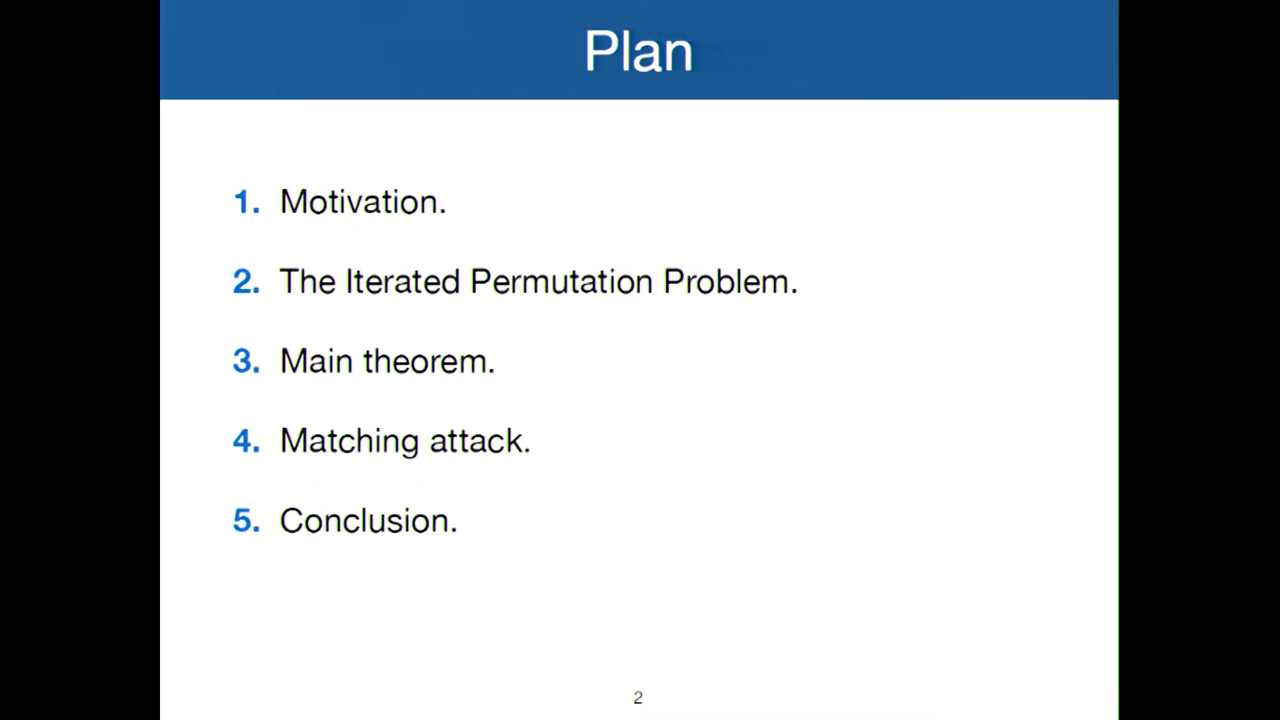 Plan
1. Motivation.
2. The Iterated Permutation Problem.
3. Main theorem.
4. Matching attack.
5. Conclusion.
2